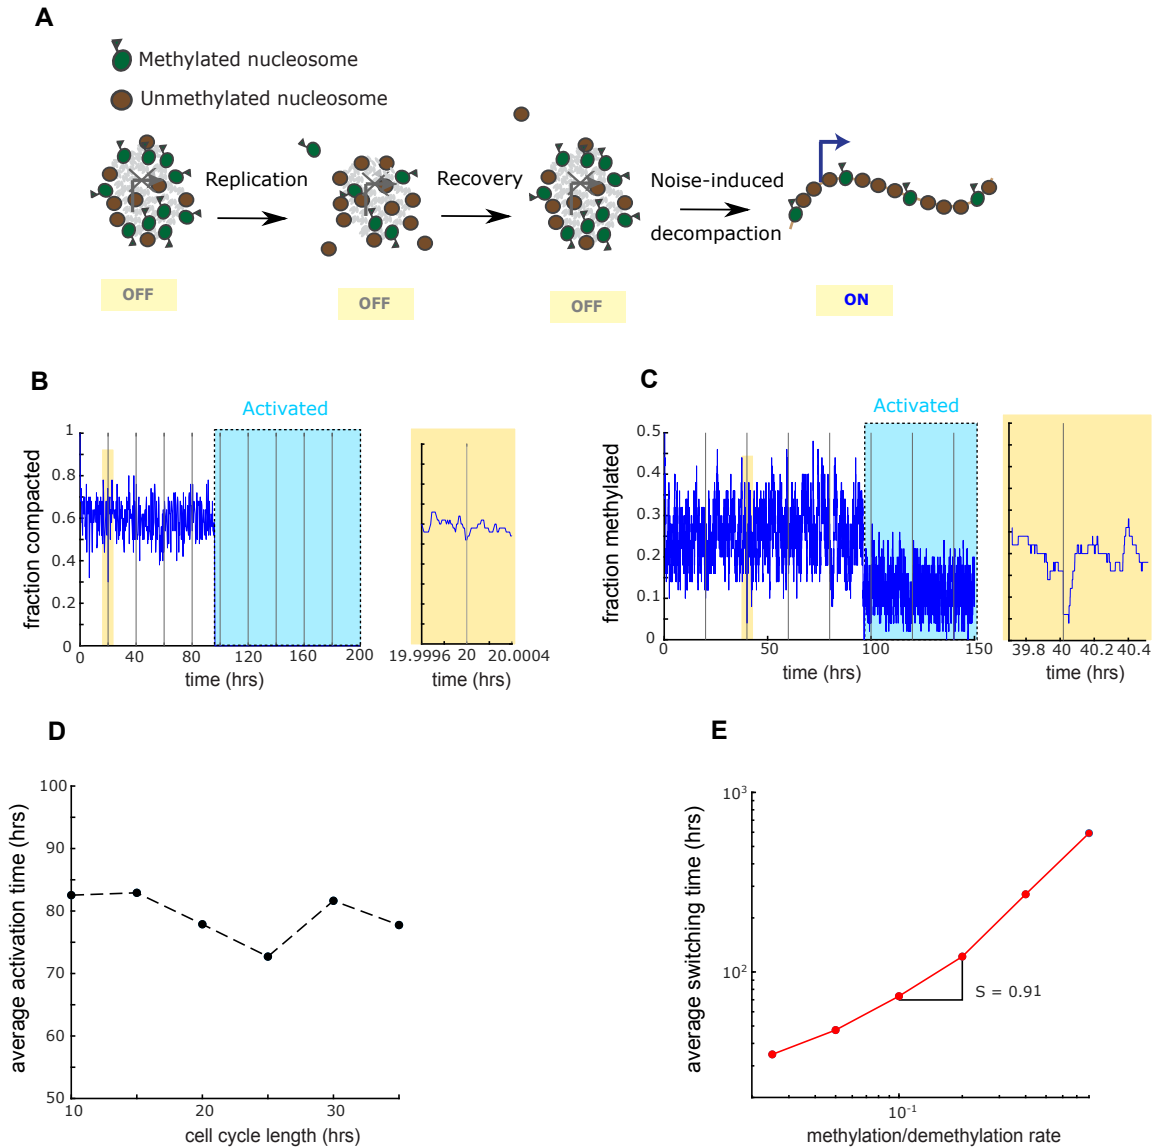 A
Methylated nucleosome
Unmethylated nucleosome
Replication
Recovery
Noise-induced
decompaction
OFF
OFF
OFF
ON
B
Activated
fraction compacted
1
0.8
0.6
0.4
0.2
0
0 40 80 120 160 200
time (hrs)
19.9996 20 20.0004
time (hrs)
C
Activated
fraction methylated
0.5
0.4
0.3
0.2
0.1
0
0 50 100 150
time (hrs)
39.8 40 40.2 40.4
time (hrs)
D
average activation time (hrs)
100
90
85
80
70
65
60
50
10 20 30
cell cycle length (hrs)
E
average switching time (hrs)
10³
10²
S = 0.91
10⁻¹
methylation/demethylation rate